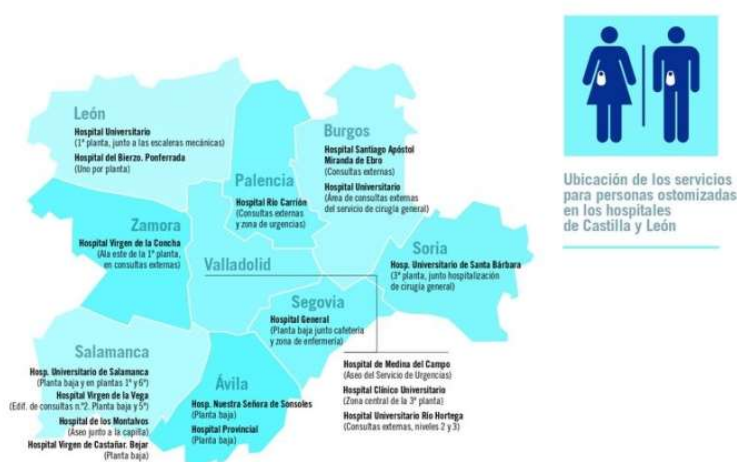 León
Hospital Universitario
(1ª planta, junto a las escaleras mecánicas)
Hospital del Bierzo. Ponferrada
(Uno por planta)
Burgos
Hospital Santiago Apóstol
Miranda de Ebro
(Consultas externas)
Hospital Universitario
(Área de consultas externas
del servicio de cirugía general)
Palencia
Hospital Río Carrión
(Consultas externas
y zona de urgencias)
Zamora
Hospital Virgen de la Concha
(Ala este de la 1ª planta,
en consultas externas)
Valladolid
Soria
Hosp. Universitario de Santa Bárbara
(3ª planta, junto hospitalización
de cirugía general)
Segovia
Hospital General
(Planta baja junto cafetería
y zona de enfermería)
Salamanca
Hosp. Universitario de Salamanca
(Planta baja y en plantas 1ª y 6ª)
Hospital Virgen de la Vega
(Edif. de consultas n.º2. Planta baja y 5ª)
Hospital de los Montalvos
(Aseo junto a la capilla)
Hospital Virgen de Castañar. Bejar
(Planta baja)
Ávila
Hosp. Nuestra Señora de Sonsoles
(Planta baja)
Hospital Provincial
(Planta baja)
Hospital de Medina del Campo
(Aseo del Servicio de Urgencias)
Hospital Clínico Universitario
(Zona central de la 3ª planta)
Hospital Universitario Río Hortega
(Consultas externas, niveles 2 y 3)
Ubicación de los servicios
para personas ostomizadas
en los hospitales
de Castilla y León